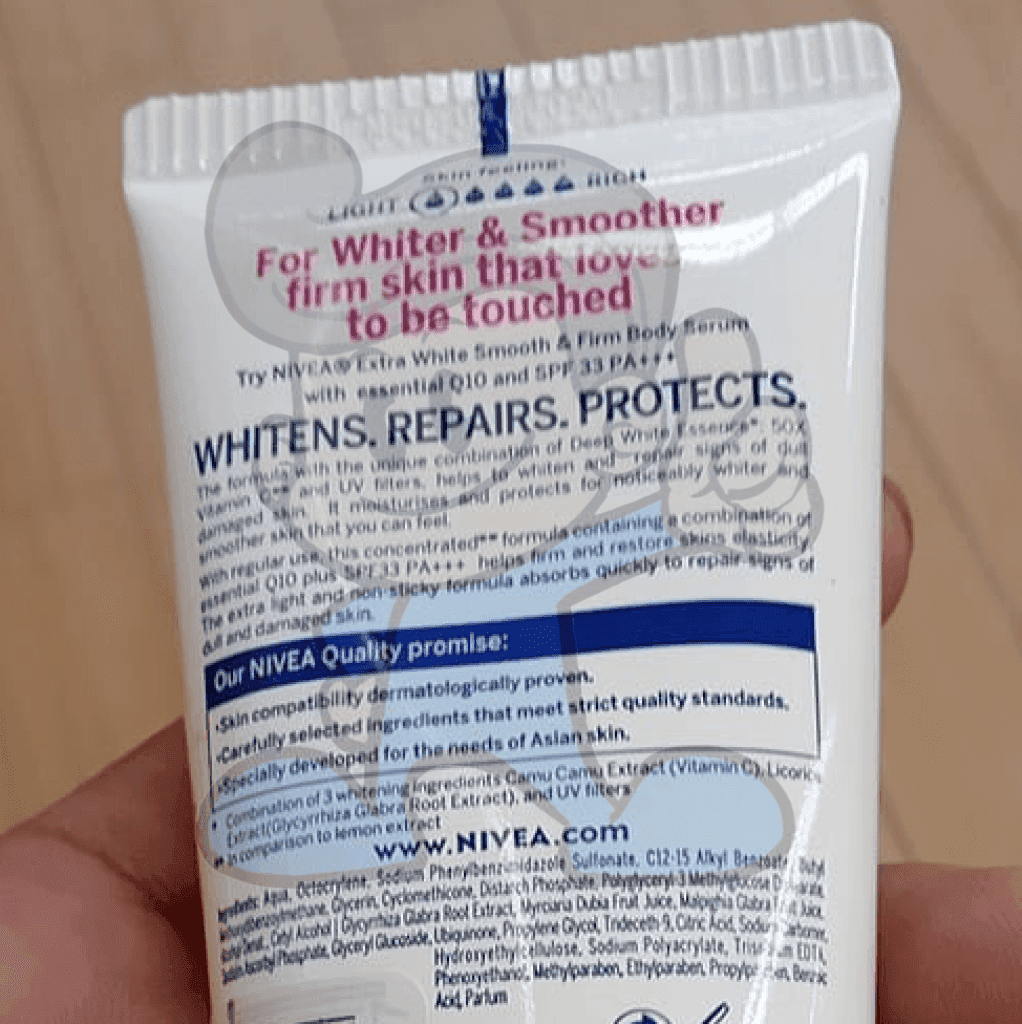 Skin feeling:
LIGHT RICH
For Whiter & Smoother
firm skin that loves
to be touched
Try NIVEA® Extra White Smooth & Firm Body Serum
with essential Q10 and SPF 33 PA+++
WHITENS. REPAIRS. PROTECTS.
The formula with the unique combination of Deep White Essence*, 50x
Vitamin C** and UV filters, helps to whiten and repair signs of dull
damaged skin. It moisturises and protects for noticeably whiter and
smoother skin that you can feel.
With regular use, this concentrated** formula containing a combination of
essential Q10 plus SPF33 PA+++ helps firm and restore skins elasticity.
The extra light and non-sticky formula absorbs quickly to repair signs of
dull and damaged skin.
Our NIVEA Quality promise:
•Skin compatibility dermatologically proven.
•Carefully selected ingredients that meet strict quality standards.
•Specially developed for the needs of Asian skin.
* Combination of 3 whitening ingredients Camu Camu Extract (Vitamin C), Licorice
Extract(Glycyrrhiza Glabra Root Extract), and UV filters
** in comparison to lemon extract
www.NIVEA.com
Ingredients: Aqua, Octocrylene, Sodium Phenylbenzimidazole Sulfonate, C12-15 Alkyl Benzoate, Butyl
Glycerin, Cyclomethicone, Distarch Phosphate, Polyglyceryl-3 Methylglucose
Cetyl Alcohol, Glycyrrhiza Glabra Root Extract, Myrciaria Dubia Fruit Juice, Malpighia Glabra Fruit Juice,
Phosphate, Glyceryl Glucoside, Ubiquinone, Propylene Glycol, Trideceth-9, Citric Acid, Sodium
Hydroxyethylcellulose, Sodium Polyacrylate, EDTA,
Phenoxyethanol, Methylparaben, Ethylparaben,
Acid, Parfum